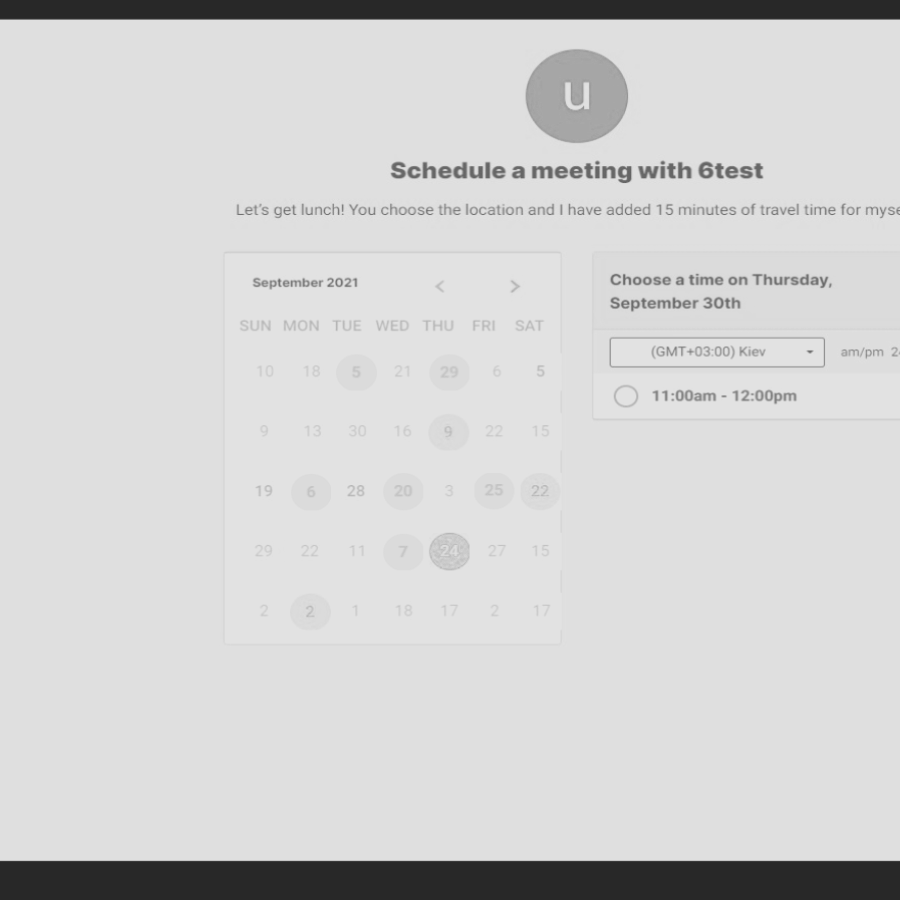 u
Schedule a meeting with 6test
Let's get lunch! You choose the location and I have added 15 minutes of travel time for
September 2021 < >
SUN MON TUE WED THU FRI SAT
10 18 5 21 29 6 5
9 13 30 16 9 22 15
19 6 28 20 3 25 22
29 22 11 7 24 27 15
2 2 1 18 17 2 17
Choose a time on Thursday,
September 30th
(GMT+03:00) Kiev am/pm
11:00am - 12:00pm